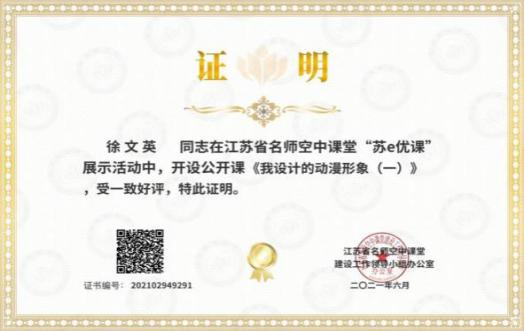 证明
徐文英 同志在江苏省名师空中课堂“苏e优课”
展示活动中，开设公开课《我设计的动漫形象（一）》
，受一致好评，特此证明。
江苏省名师空中课堂
建设工作领导小组办公室
证书编号：202102949291
二〇二一年六月